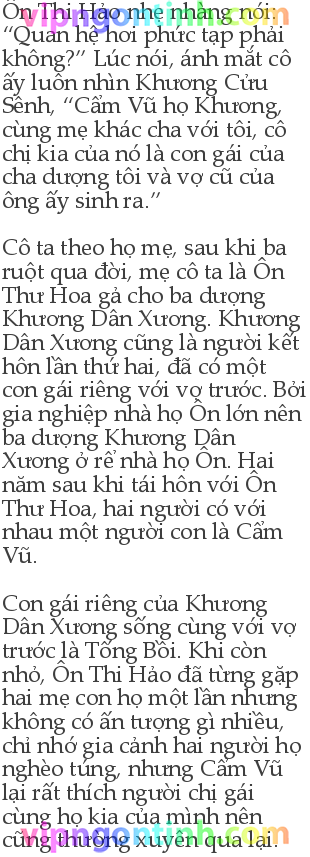 Ôn Thi Hảo nhẹ nhàng nói:
vipngontinh.com
“Quan hệ hơi phức tạp phải
không?” Lúc nói, ánh mắt cô
ấy luôn nhìn Khương Cửu
Sênh, “Cẩm Vũ họ Khương,
cùng mẹ khác cha với tôi, cô
chị kia của nó là con gái của
cha dượng tôi và vợ cũ của
ông ấy sinh ra.”
Cô ta theo họ mẹ, sau khi ba
ruột qua đời, mẹ cô ta là Ôn
Thư Hoa gả cho ba dượng
Khương Dân Xương. Khương
Dân Xương cũng là người kết
hôn lần thứ hai, đã có một
con gái riêng với vợ trước. Bởi
gia nghiệp nhà họ Ôn lớn nên
ba dượng Khương Dân
Xương ở rể nhà họ Ôn. Hai
năm sau khi tái hôn với Ôn
Thư Hoa, hai người có với
nhau một người con là Cẩm
Vũ.
Con gái riêng của Khương
Dân Xương sống cùng với vợ
trước là Tống Bồi. Khi còn
nhỏ, Ôn Thi Hảo đã từng gặp
hai mẹ con họ một lần nhưng
không có ấn tượng gì nhiều,
chỉ nhớ gia cảnh hai người họ
nghèo túng, nhưng Cẩm Vũ
lại rất thích người chị gái
cùng họ kia của mình nên
cũng thường xuyên qua lại.
vipngontinh.com